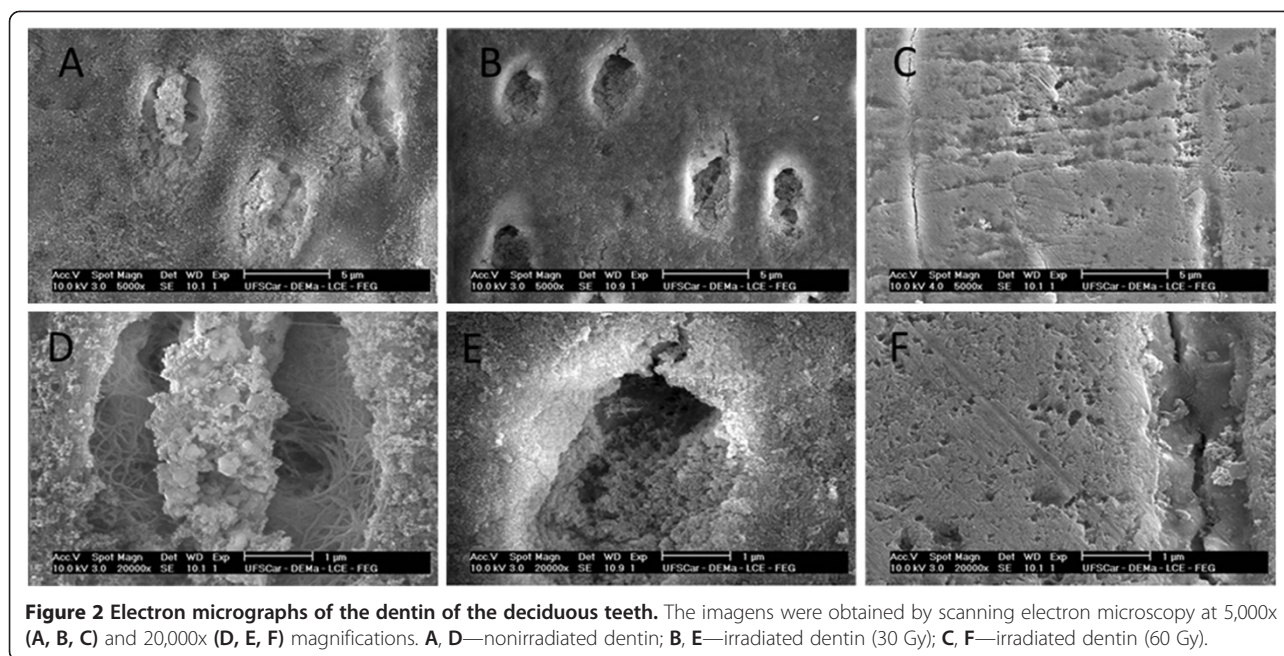 A
Acc.V Spot Magn Det WD Exp 5 µm
10.0 kV 3.0 5000x SE 10.1 1 UFSCar - DEMa - LCE - FEG
B
Acc.V Spot Magn Det WD Exp 5 µm
10.0 kV 3.0 5000x SE 10.9 1 UFSCar - DEMa - LCE - FEG
C
Acc.V Spot Magn Det WD Exp 5 µm
10.0 kV 4.0 5000x SE 10.1 1 UFSCar - DEMa - LCE - FEG
D
Acc.V Spot Magn Det WD Exp 1 µm
10.0 kV 3.0 20000x SE 10.1 1 UFSCar - DEMa - LCE - FEG
E
Acc.V Spot Magn Det WD Exp 1 µm
10.0 kV 3.0 20000x SE 10.9 1 UFSCar - DEMa - LCE - FEG
F
Acc.V Spot Magn Det WD Exp 1 µm
10.0 kV 3.0 20000x SE 10.1 1 UFSCar - DEMa - LCE - FEG
Figure 2 Electron micrographs of the dentin of the deciduous teeth. The imagens were obtained by scanning electron microscopy at 5,000x
(A, B, C) and 20,000x (D, E, F) magnifications. A, D—nonirradiated dentin; B, E—irradiated dentin (30 Gy); C, F—irradiated dentin (60 Gy).